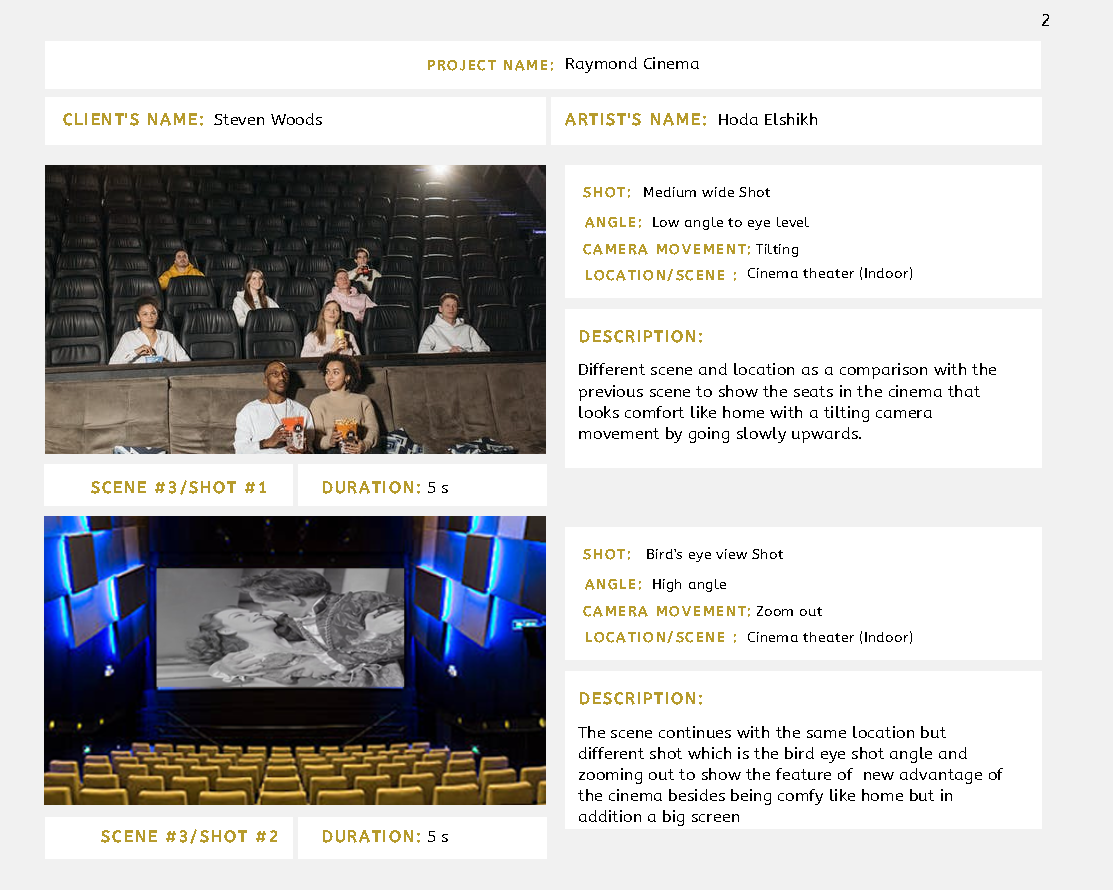 2
PROJECT NAME: Raymond Cinema
CLIENT'S NAME: Steven Woods
ARTIST'S NAME: Hoda Elshikh
SHOT: Medium wide Shot
ANGLE: Low angle to eye level
CAMERA MOVEMENT: Tilting
LOCATION/SCENE : Cinema theater (Indoor)
DESCRIPTION:
Different scene and location as a comparison with the
previous scene to show the seats in the cinema that
looks comfort like home with a tilting camera
movement by going slowly upwards.
SCENE #3/SHOT #1
DURATION: 5 s
SHOT: Bird's eye view Shot
ANGLE: High angle
CAMERA MOVEMENT: Zoom out
LOCATION/SCENE : Cinema theater (Indoor)
DESCRIPTION:
The scene continues with the same location but
different shot which is the bird eye shot angle and
zooming out to show the feature of  new advantage of
the cinema besides being comfy like home but in
addition a big screen
SCENE #3/SHOT #2
DURATION: 5 s